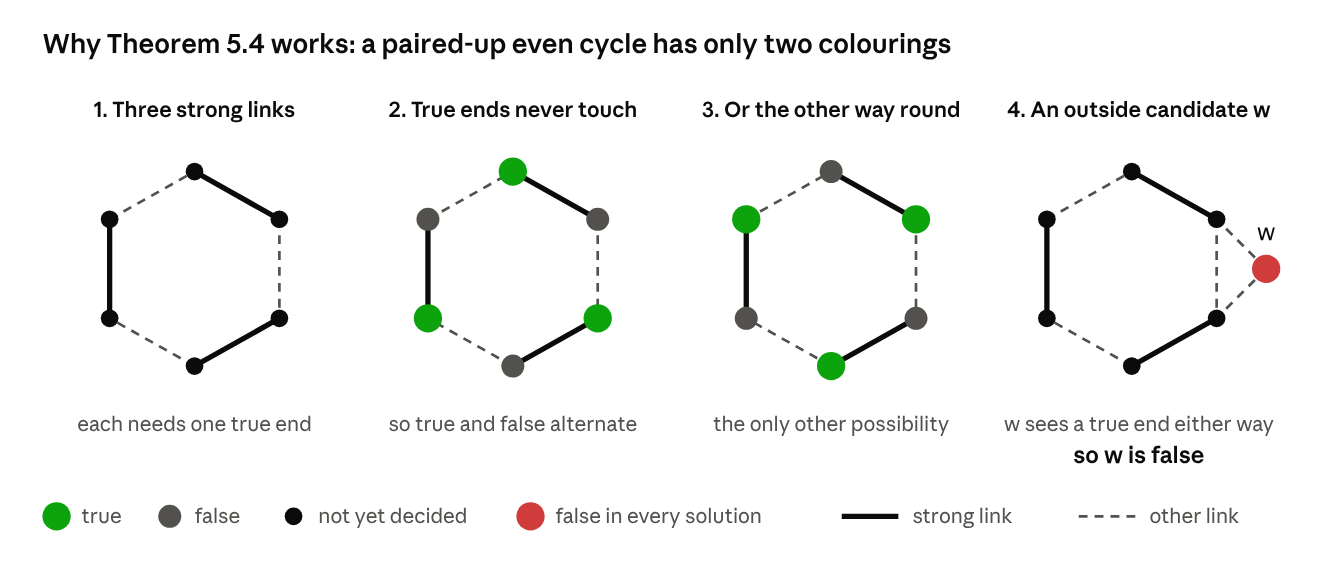 Why Theorem 5.4 works: a paired-up even cycle has only two colourings
1. Three strong links
2. True ends never touch
3. Or the other way round
4. An outside candidate w
w
each needs one true end
so true and false alternate
the only other possibility
w sees a true end either way
so w is false
true
false
not yet decided
false in every solution
strong link
other link